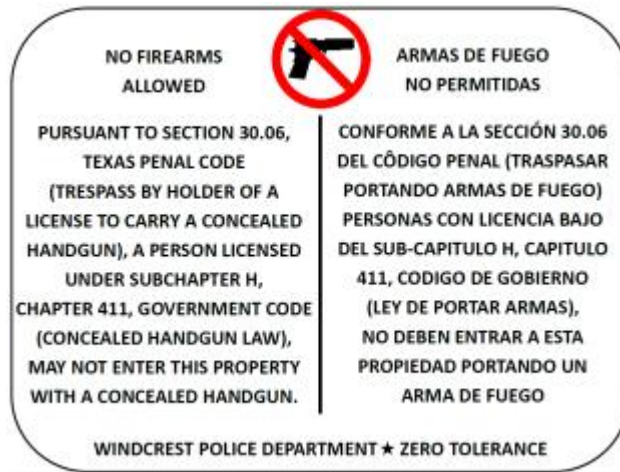 NO FIREARMS
ALLOWED
ARMAS DE FUEGO
NO PERMITIDAS
PURSUANT TO SECTION 30.06,
TEXAS PENAL CODE
(TRESPASS BY HOLDER OF A
LICENSE TO CARRY A CONCEALED
HANDGUN), A PERSON LICENSED
UNDER SUBCHAPTER H,
CHAPTER 411, GOVERNMENT CODE
(CONCEALED HANDGUN LAW),
MAY NOT ENTER THIS PROPERTY
WITH A CONCEALED HANDGUN.
CONFORME A LA SECCIÓN 30.06
DEL CÔDIGO PENAL (TRASPASAR
PORTANDO ARMAS DE FUEGO)
PERSONAS CON LICENCIA BAJO
DEL SUB-CAPITULO H, CAPITULO
411, CODIGO DE GOBIERNO
(LEY DE PORTAR ARMAS),
NO DEBEN ENTRAR A ESTA
PROPIEDAD PORTANDO UN
ARMA DE FUEGO
WINDCREST POLICE DEPARTMENT ★ ZERO TOLERANCE